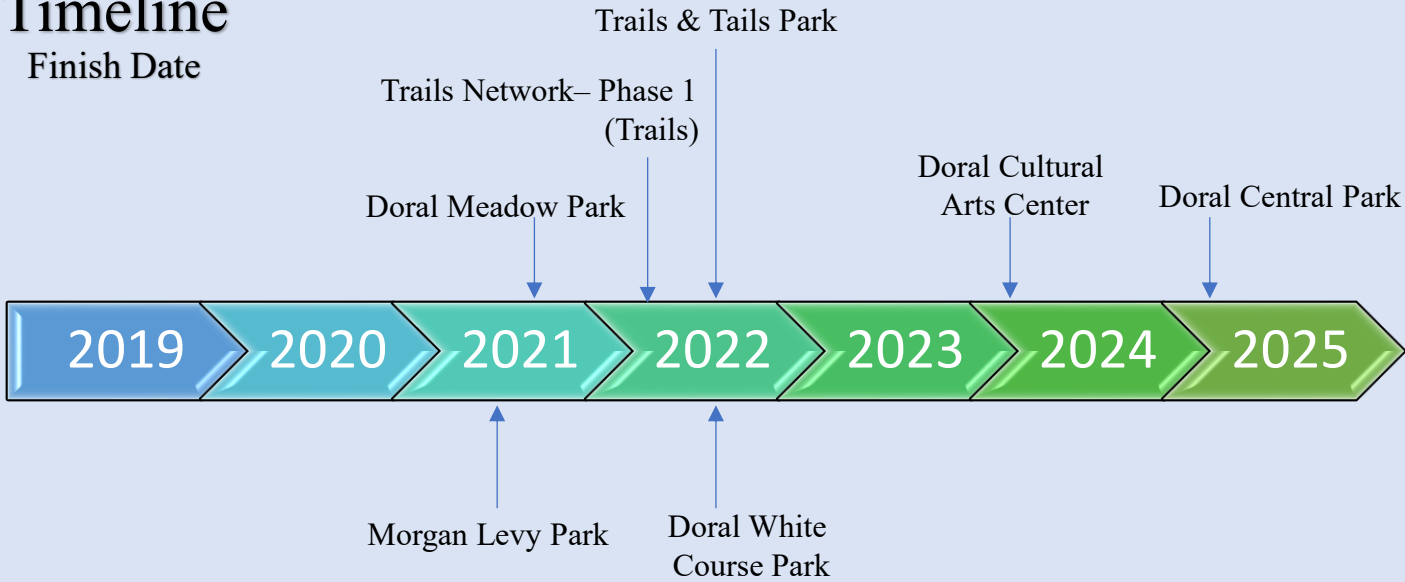 Timeline
Finish Date
Trails & Tails Park
Trails Network– Phase 1
(Trails)
Doral Meadow Park
Doral Cultural
Arts Center
Doral Central Park
2019
2020
2021
2022
2023
2024
2025
Morgan Levy Park
Doral White
Course Park